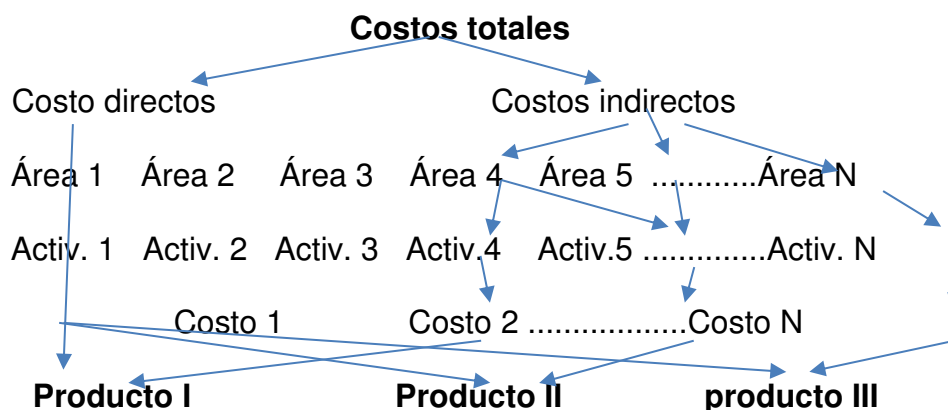 Costos totales
Costo directos Costos indirectos
Área 1 Área 2 Área 3 Área 4 Área 5 ............Área N
Activ. 1 Activ. 2 Activ. 3 Activ.4 Activ.5 ..............Activ. N
Costo 1 Costo 2 ..................Costo N
Producto I Producto II producto III